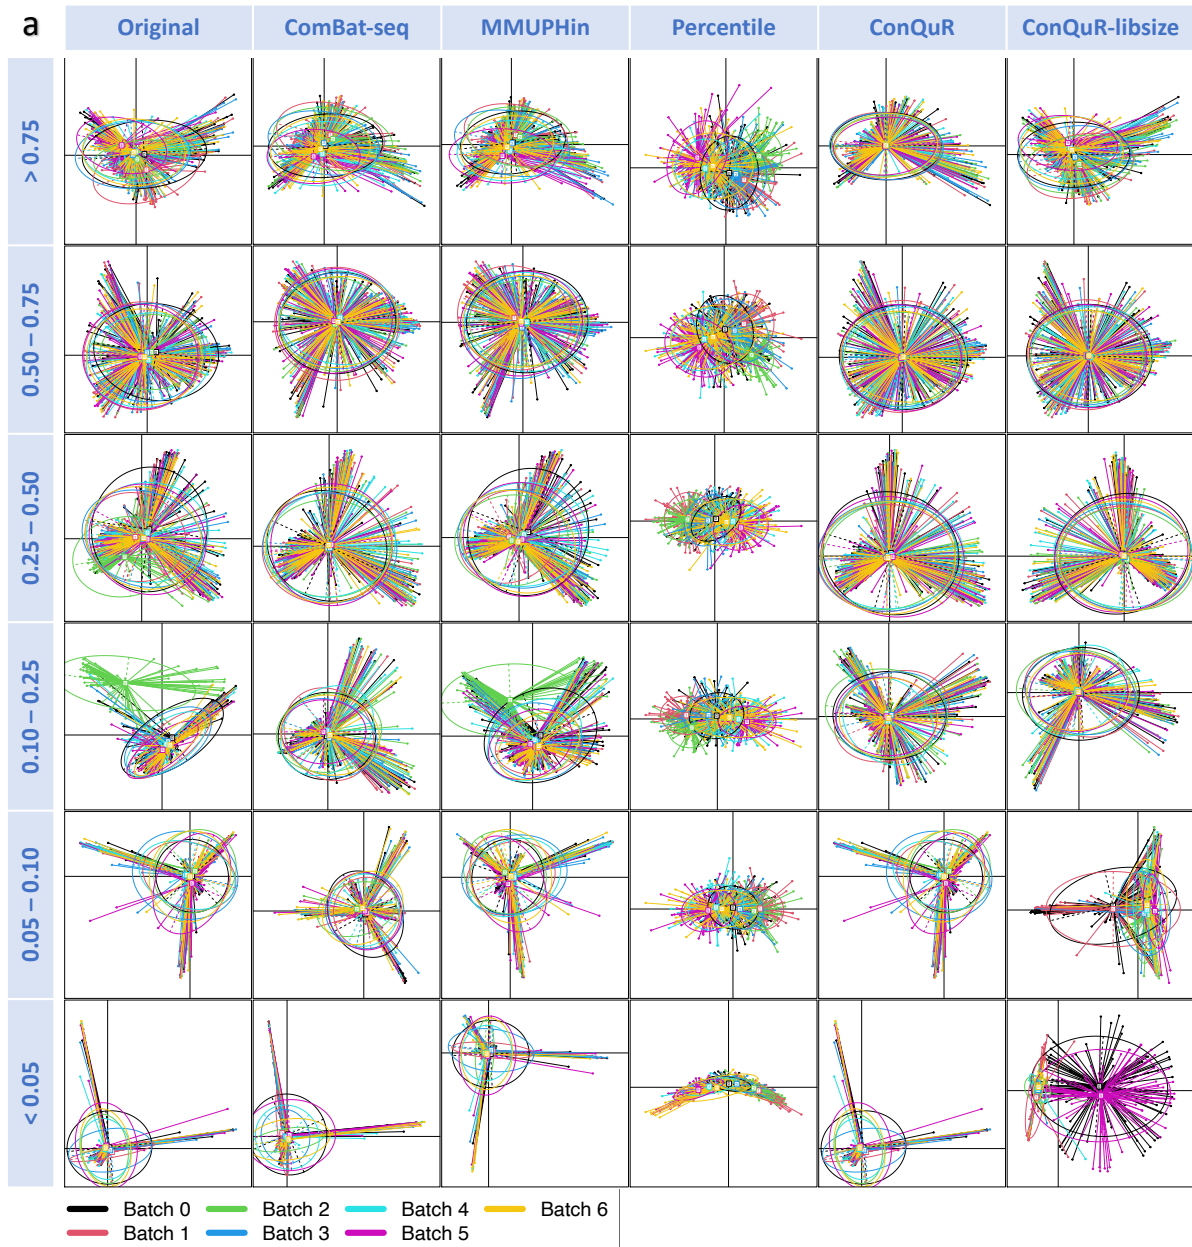 a
Original ComBat-seq MMUPHin Percentile ConQuR ConQuR-libsize
> 0.75
0.50 – 0.75
0.25 – 0.50
0.10 – 0.25
0.05 – 0.10
< 0.05
Batch 0 Batch 2 Batch 4 Batch 6
Batch 1 Batch 3 Batch 5